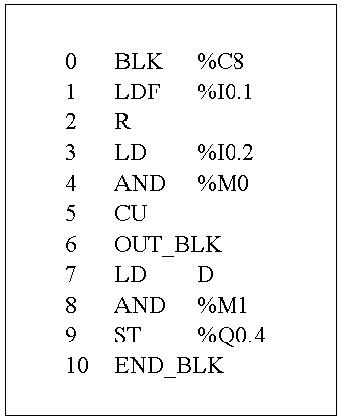 0 BLK %C8
1 LDF %I0.1
2 R
3 LD %I0.2
4 AND %M0
5 CU
6 OUT_BLK
7 LD D
8 AND %M1
9 ST %Q0.4
10 END_BLK